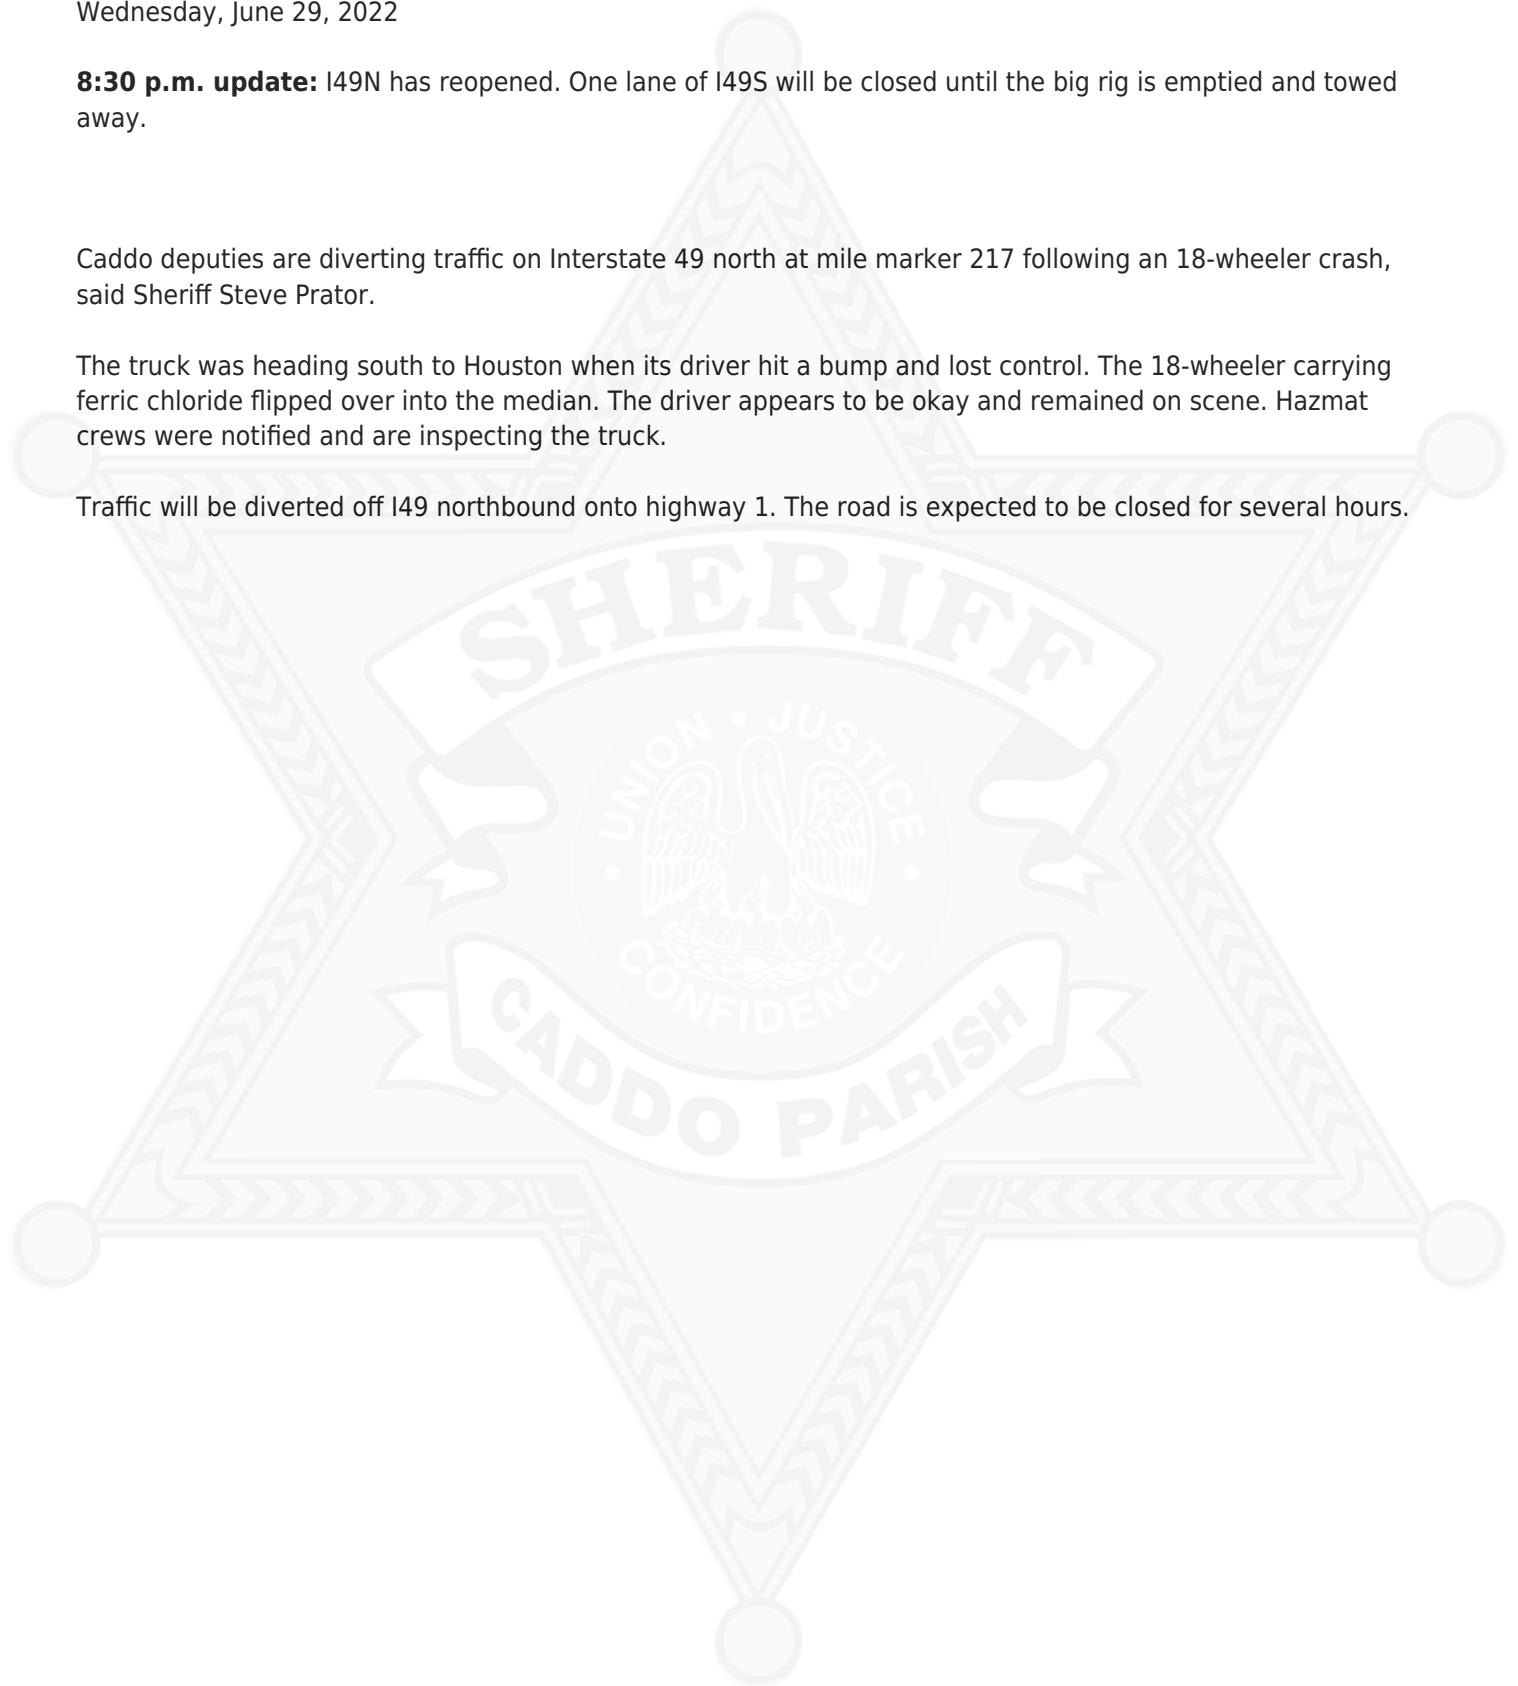 Wednesday, June 29, 2022
8:30 p.m. update: I49N has reopened. One lane of I49S will be closed until the big rig is emptied and towed
away.
Caddo deputies are diverting traffic on Interstate 49 north at mile marker 217 following an 18-wheeler crash,
said Sheriff Steve Prator.
The truck was heading south to Houston when its driver hit a bump and lost control. The 18-wheeler carrying
ferric chloride flipped over into the median. The driver appears to be okay and remained on scene. Hazmat
crews were notified and are inspecting the truck.
Traffic will be diverted off I49 northbound onto highway 1. The road is expected to be closed for several hours.
SHERIFF
UNION • JUSTICE
• CONFIDENCE •
CADDO PARISH